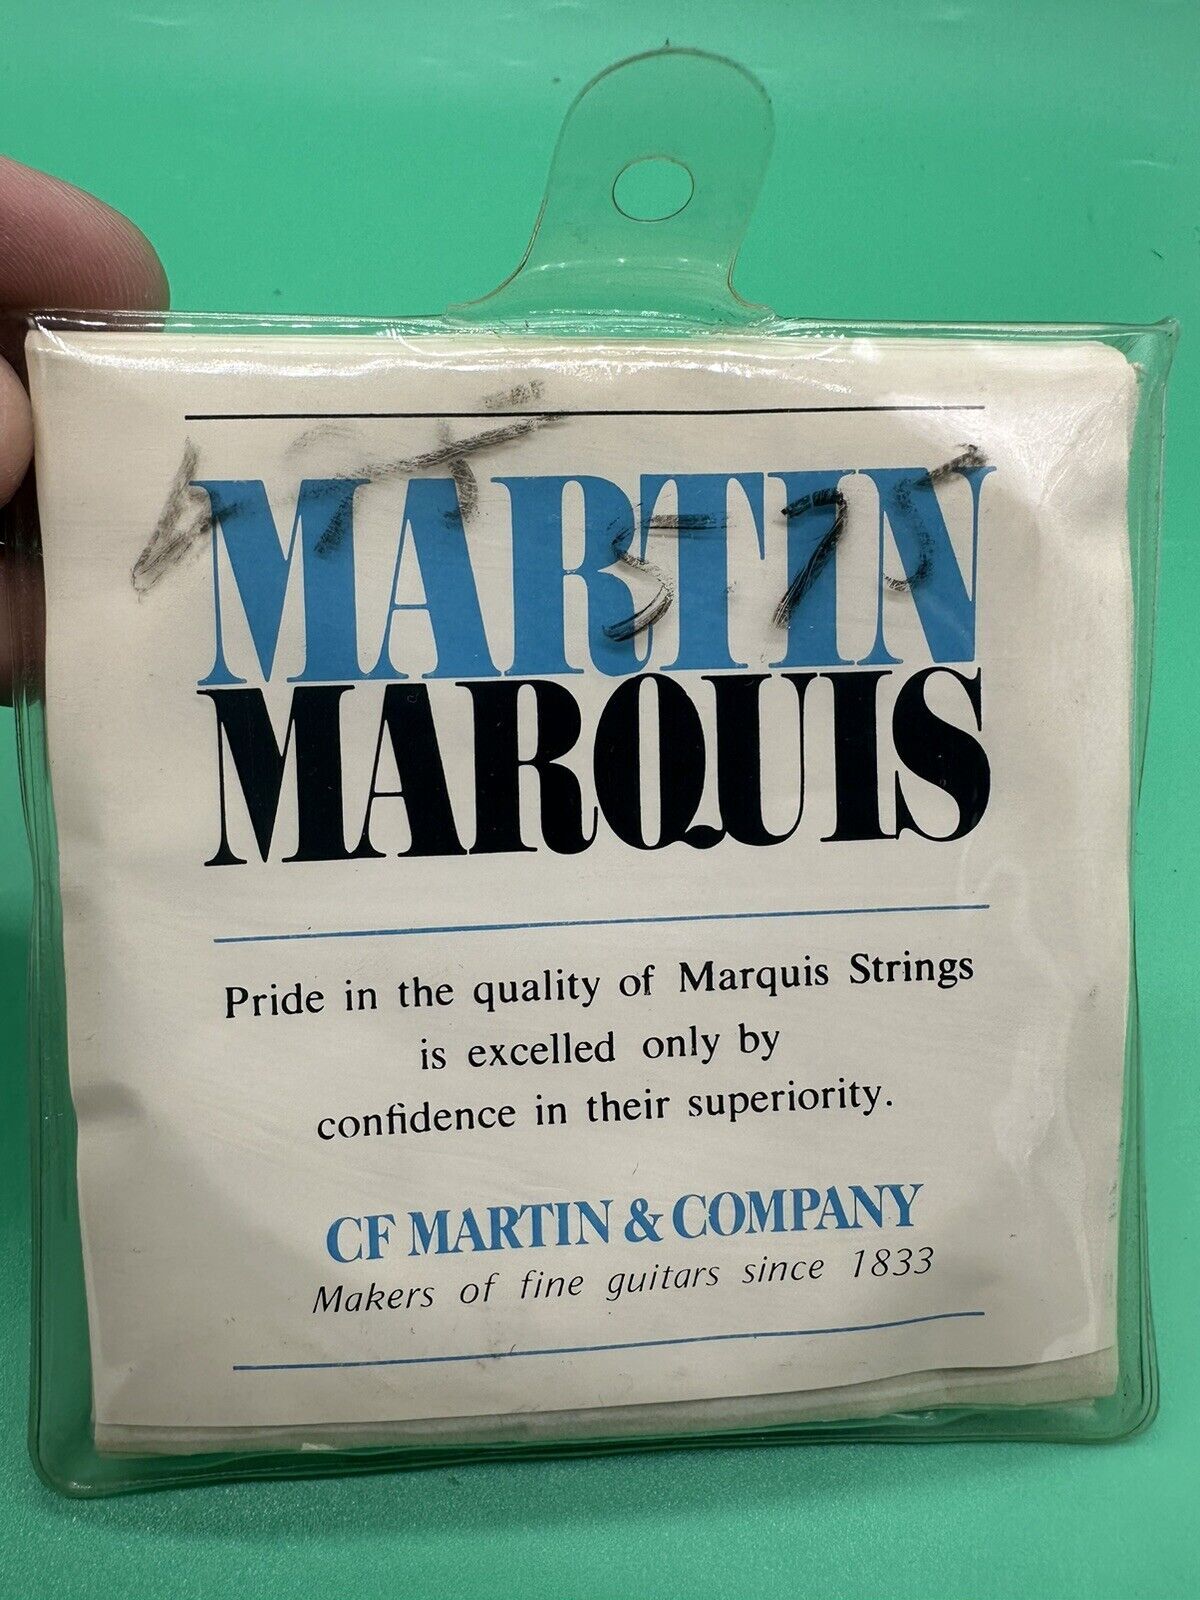 MARTIN
MARQUIS
Pride in the quality of Marquis Strings
is excelled only by
confidence in their superiority.
CF MARTIN & COMPANY
Makers of fine guitars since 1833